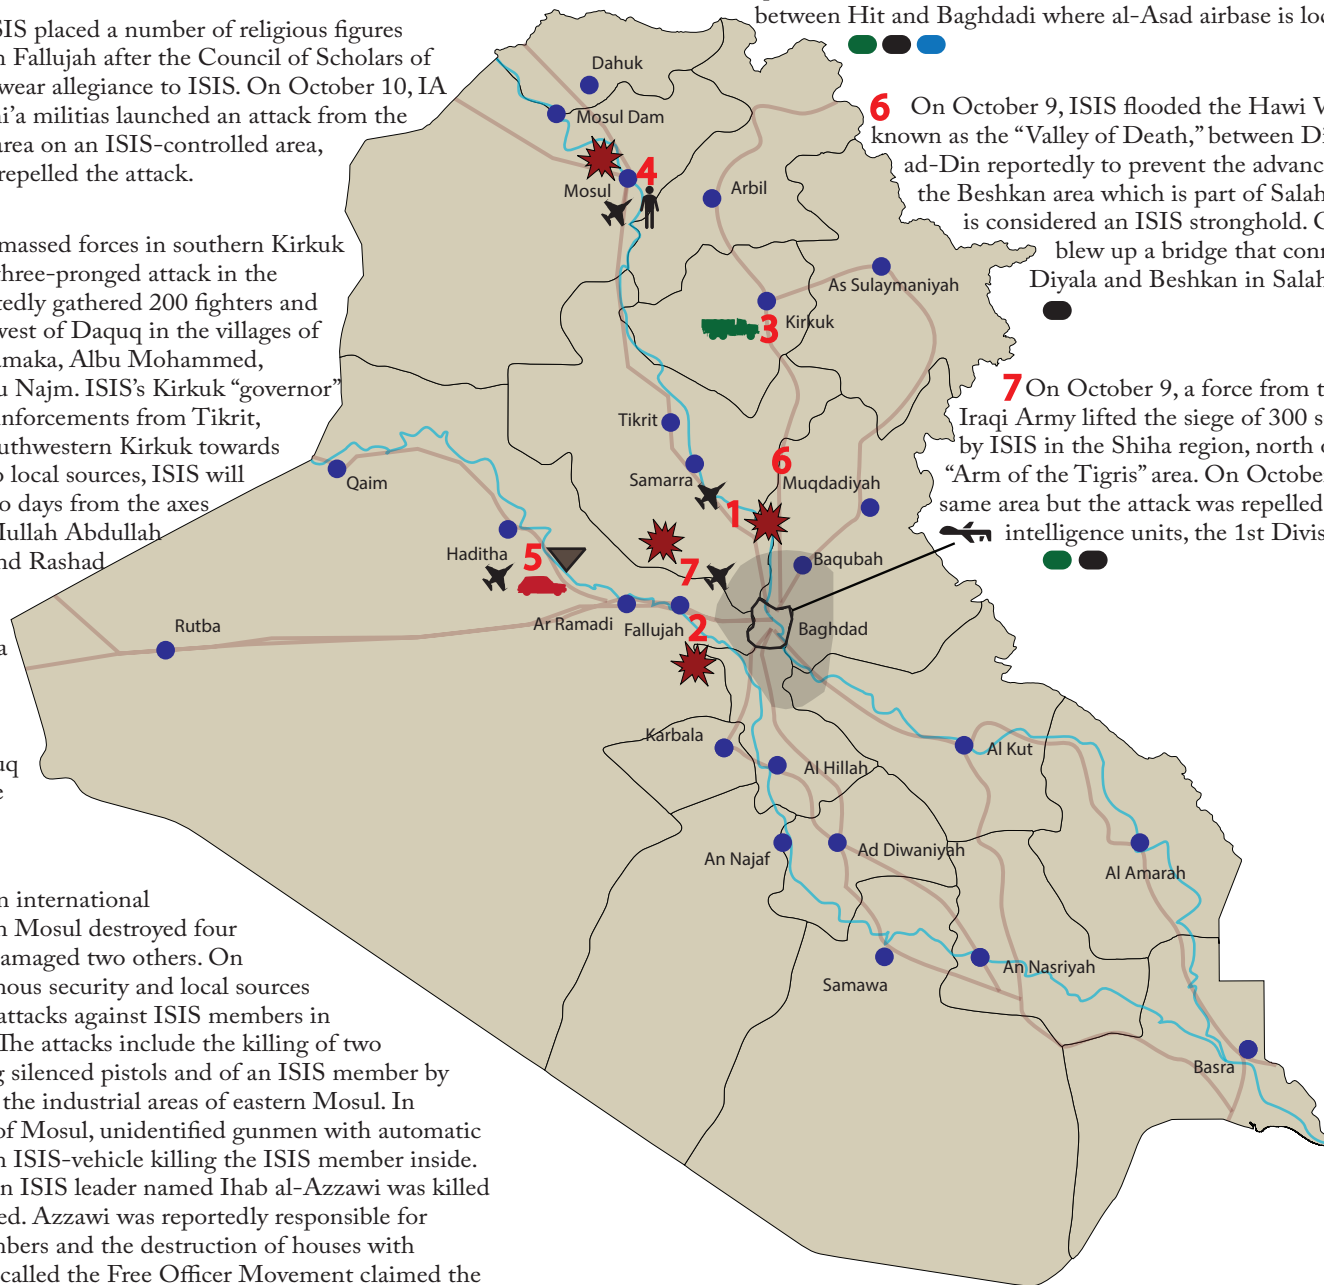 ISIS placed a number of religious figures
Fallujah after the Council of Scholars of
wear allegiance to ISIS. On October 10, IA
militias launched an attack from the
area on an ISIS-controlled area,
repelled the attack.
massed forces in southern Kirkuk
three-pronged attack in the
gathered 200 fighters and
west of Daquq in the villages of
Albu Mohammed,
Najm. ISIS’s Kirkuk “governor”
from Tikrit,
Kirkuk towards
local sources, ISIS will
days from the axes
Abdullah
Rashad
a
uq
e
n international
n Mosul destroyed four
amaged two others. On
security and local sources
attacks against ISIS members in
The attacks include the killing of two
g silenced pistols and of an ISIS member by
the industrial areas of eastern Mosul. In
of Mosul, unidentified gunmen with automatic
n ISIS-vehicle killing the ISIS member inside.
n ISIS leader named Ihab al-Azzawi was killed
ed. Azzawi was reportedly responsible for
mbers and the destruction of houses with
called the Free Officer Movement claimed the
between Hit and Baghdadi where al-Asad airbase is loc
6 On October 9, ISIS flooded the Hawi V
known as the “Valley of Death,” between Di
ad-Din reportedly to prevent the advanc
the Beshkan area which is part of Salah
is considered an ISIS stronghold. O
blew up a bridge that conn
Diyala and Beshkan in Salah
7 On October 9, a force from t
Iraqi Army lifted the siege of 300 s
by ISIS in the Shiha region, north o
“Arm of the Tigris” area. On October
same area but the attack was repelled
intelligence units, the 1st Divis
Dahuk
Mosul Dam
4
Mosul
Arbil
As Sulaymaniyah
3
Kirkuk
Tikrit
Samarra
6
Muqdadiyah
1
Qaim
Haditha
5
7
Baqubah
Ar Ramadi
Fallujah
2
Baghdad
Rutba
Karbala
Al Hillah
Al Kut
An Najaf
Ad Diwaniyah
Al Amarah
Samawa
An Nasriyah
Basra